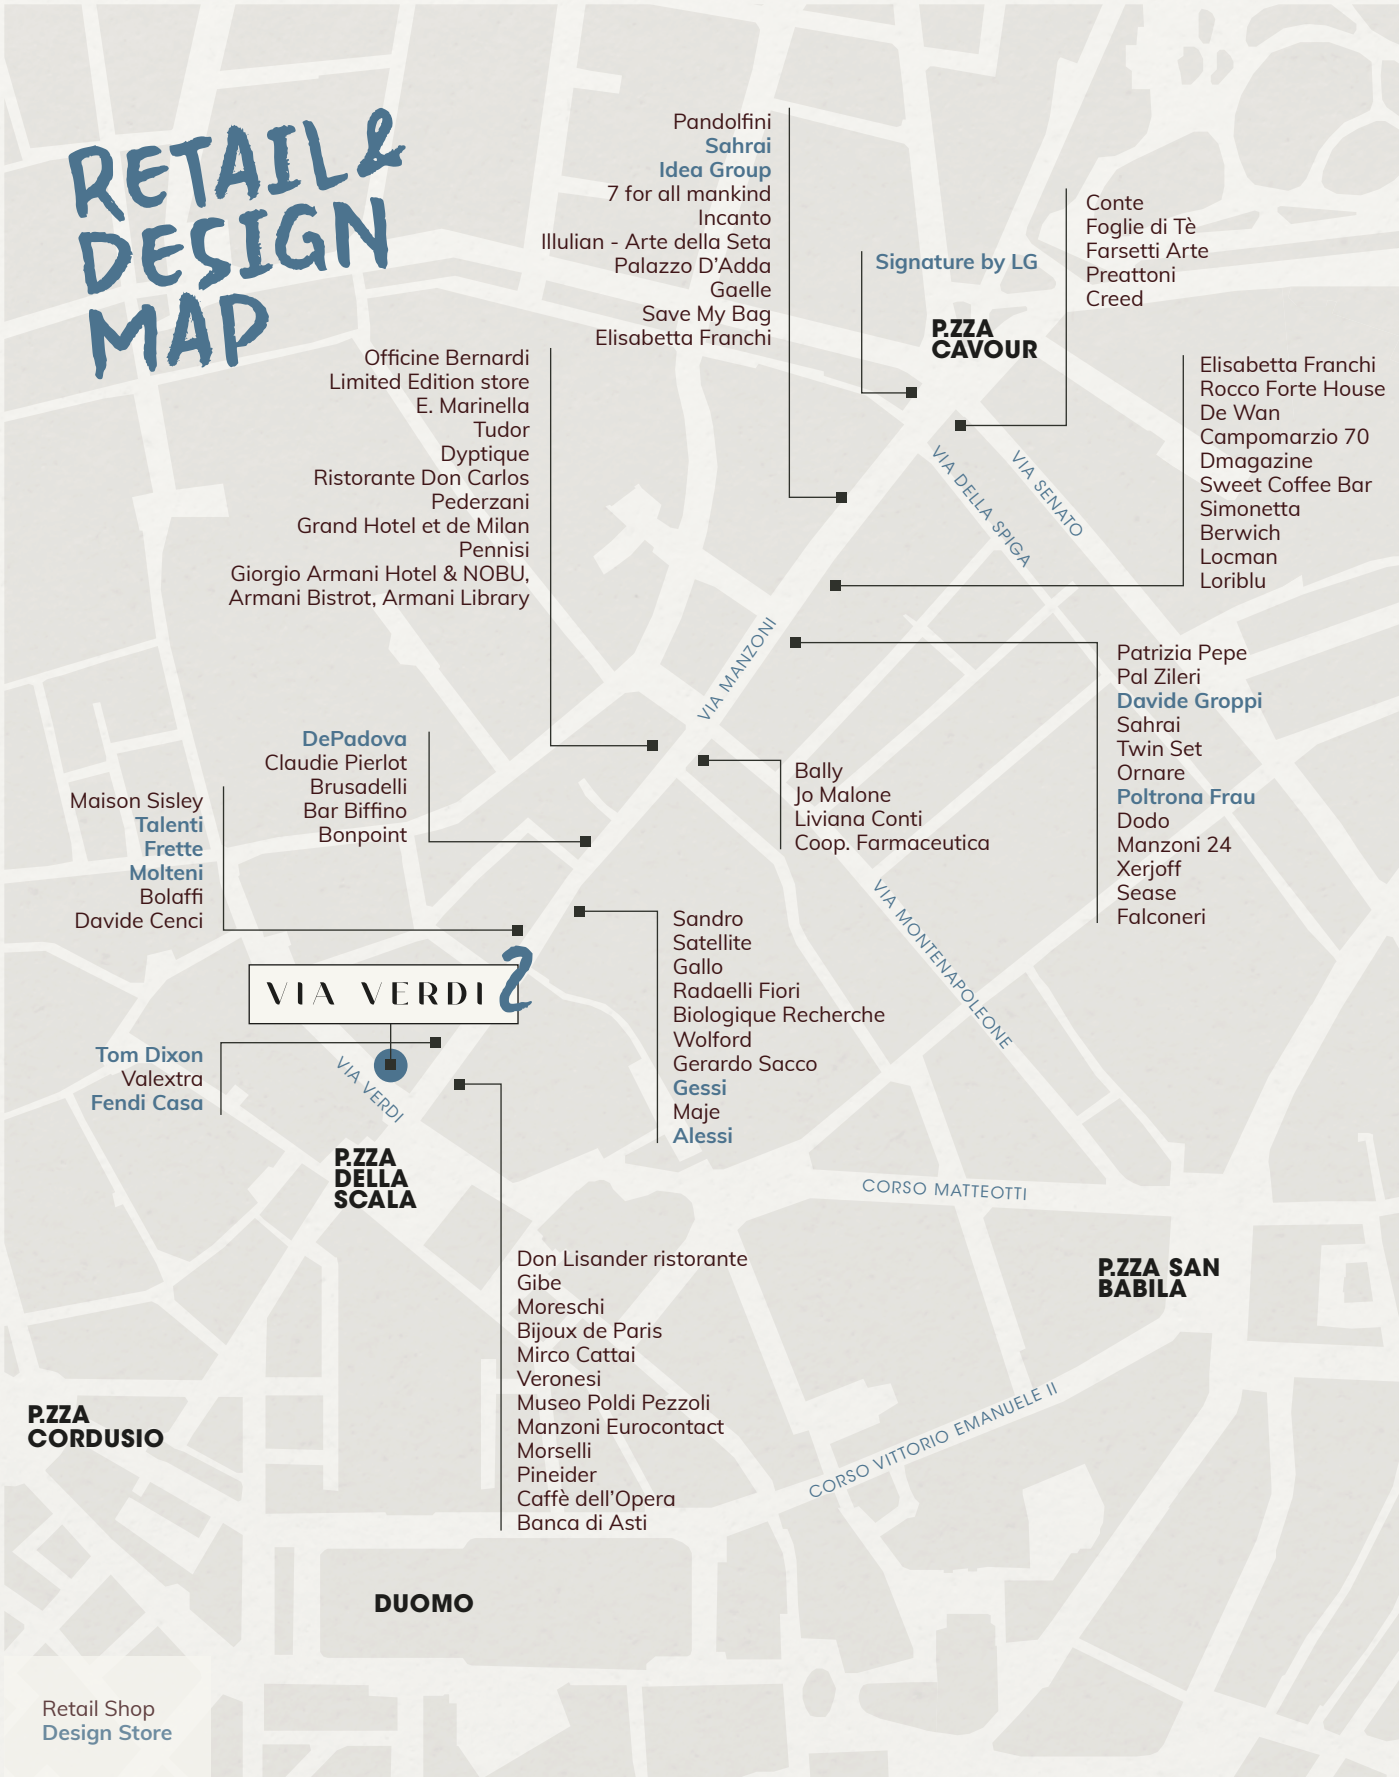 RETAIL &
DESIGN
MAP
Pandolfini
Sahrai
Idea Group
7 for all mankind
Incanto
Illulian - Arte della Seta
Palazzo D’Adda
Gaelle
Save My Bag
Elisabetta Franchi
Signature by LG
Conte
Foglie di Tè
Farsetti Arte
Preattoni
Creed
P.ZZA
CAVOUR
Officine Bernardi
Limited Edition store
E. Marinella
Tudor
Dyptique
Ristorante Don Carlos
Pederzani
Grand Hotel et de Milan
Pennisi
Giorgio Armani Hotel & NOBU,
Armani Bistrot, Armani Library
Elisabetta Franchi
Rocco Forte House
De Wan
Campomarzio 70
Dmagazine
Sweet Coffee Bar
Simonetta
Berwich
Locman
Loriblu
VIA DELLA SPIGA
VIA SENATO
VIA MANZONI
Patrizia Pepe
Pal Zileri
Davide Groppi
Sahrai
Twin Set
Ornare
Poltrona Frau
Dodo
Manzoni 24
Xerjoff
Sease
Falconeri
DePadova
Claudie Pierlot
Brusadelli
Bar Biffino
Bonpoint
Bally
Jo Malone
Liviana Conti
Coop. Farmaceutica
Maison Sisley
Talenti
Frette
Molteni
Bolaffi
Davide Cenci
VIA MONTENAPOLEONE
Sandro
Satellite
Gallo
Radaelli Fiori
Biologique Recherche
Wolford
Gerardo Sacco
Gessi
Maje
Alessi
VIA VERDI 2
Tom Dixon
Valextra
Fendi Casa
VIA VERDI
P.ZZA
DELLA
SCALA
CORSO MATTEOTTI
Don Lisander ristorante
Gibe
Moreschi
Bijoux de Paris
Mirco Cattai
Veronesi
Museo Poldi Pezzoli
Manzoni Eurocontact
Morselli
Pineider
Caffè dell’Opera
Banca di Asti
P.ZZA SAN
BABILA
P.ZZA
CORDUSIO
CORSO VITTORIO EMANUELE II
DUOMO
Retail Shop
Design Store